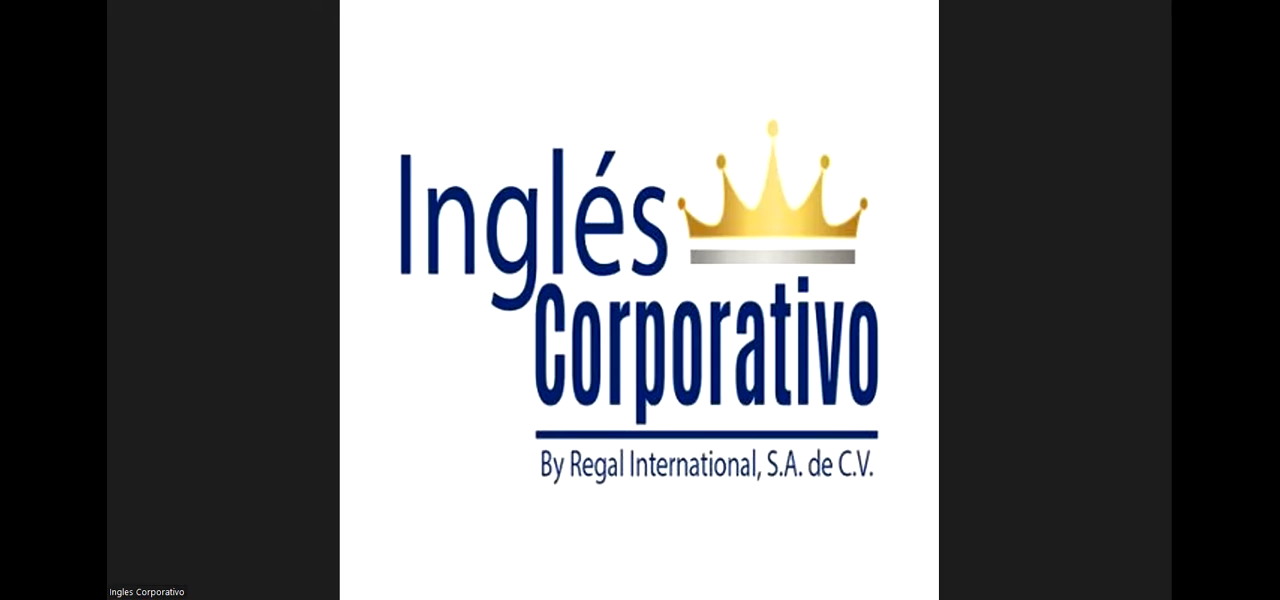 Inglés
Corporativo
By Regal International, S.A. de C.V.
Ingles Corporativo